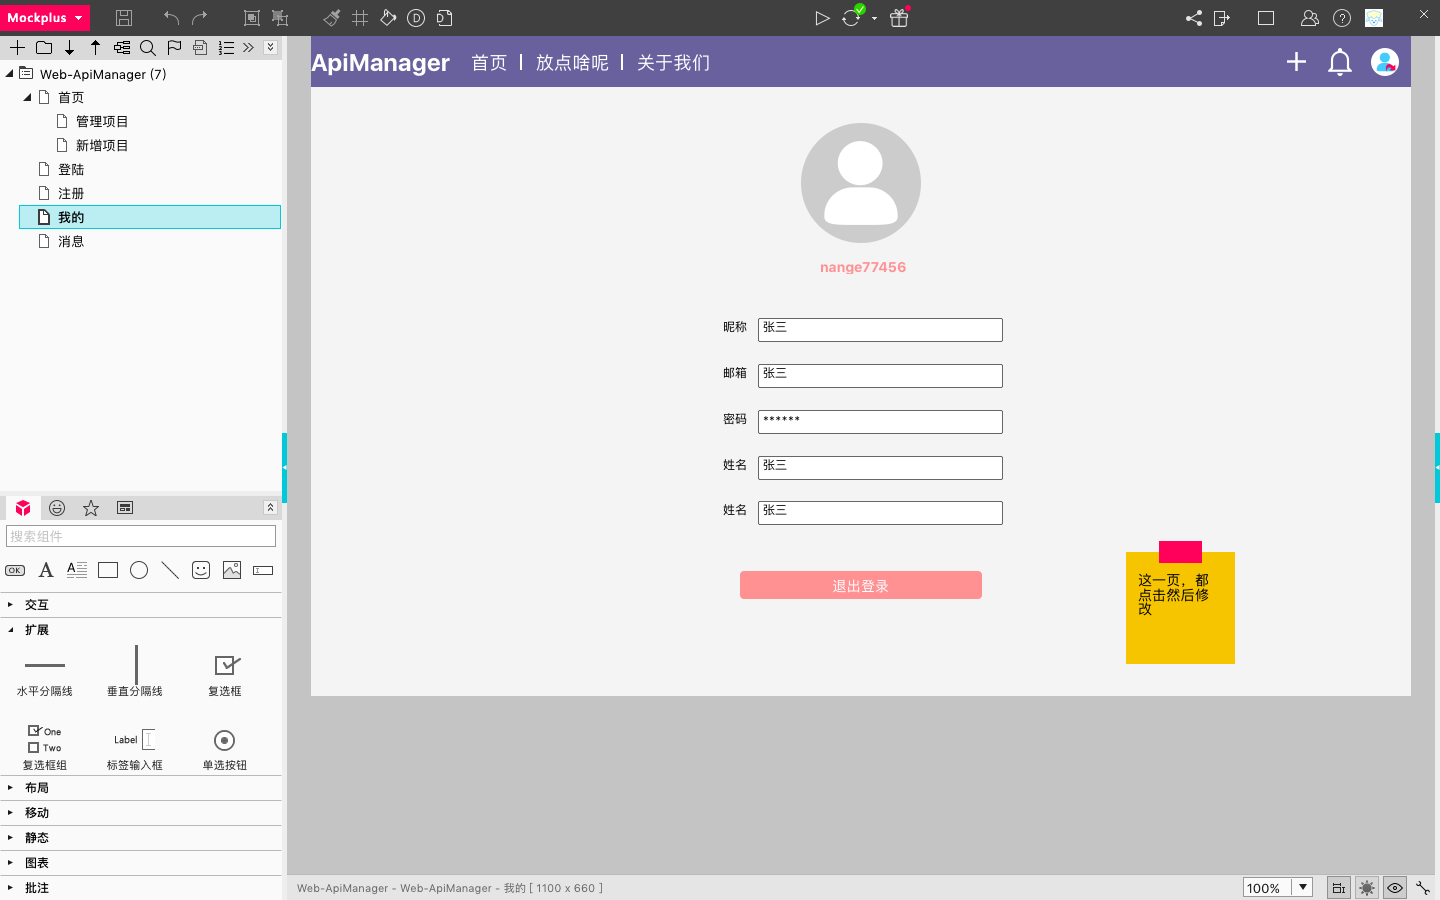 Mockplus
Web-ApiManager (7)
首页
管理项目
新增项目
登陆
注册
我的
消息
搜索组件
OK
A
A
交互
扩展
水平分隔线
垂直分隔线
复选框
One
Two
Label
复选框组
标签输入框
单选按钮
布局
移动
静态
图表
批注
ApiManager 首页 放点啥呢 关于我们
nange77456
昵称 张三
邮箱 张三
密码 ******
姓名 张三
姓名 张三
退出登录
这一页，都
点击然后修
改
Web-ApiManager - Web-ApiManager - 我的 [ 1100 x 660 ]
100%